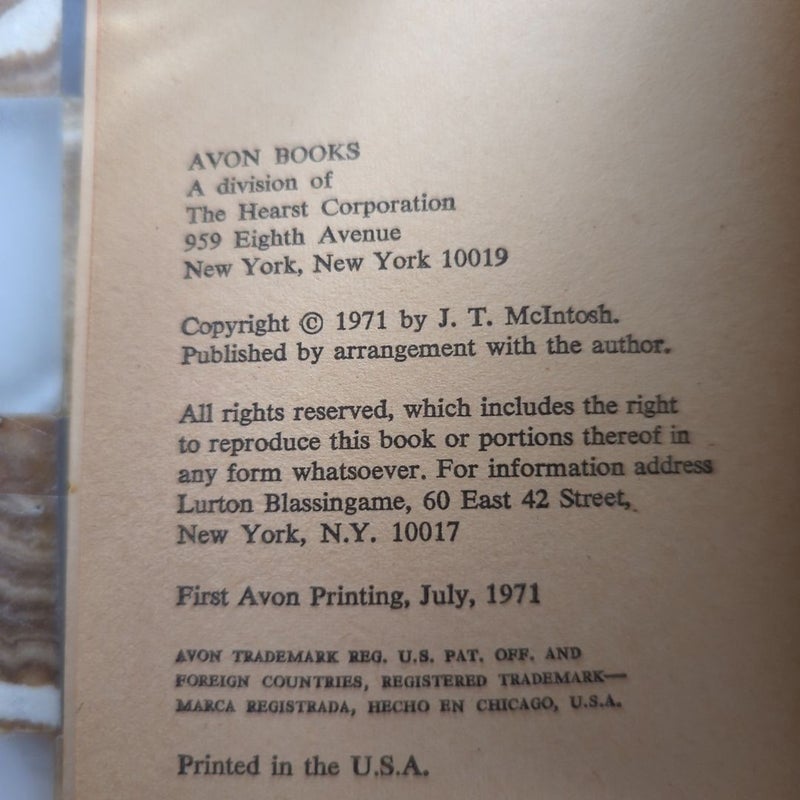 AVON BOOKS
A division of
The Hearst Corporation
959 Eighth Avenue
New York, New York 10019
Copyright © 1971 by J. T. McIntosh.
Published by arrangement with the author.
All rights reserved, which includes the right
to reproduce this book or portions thereof in
any form whatsoever. For information address
Lurton Blassingame, 60 East 42 Street,
New York, N.Y. 10017
First Avon Printing, July, 1971
AVON TRADEMARK REG. U.S. PAT. OFF. AND
FOREIGN COUNTRIES, REGISTERED TRADEMARK—
MARCA REGISTRADA, HECHO EN CHICAGO, U.S.A.
Printed in the U.S.A.